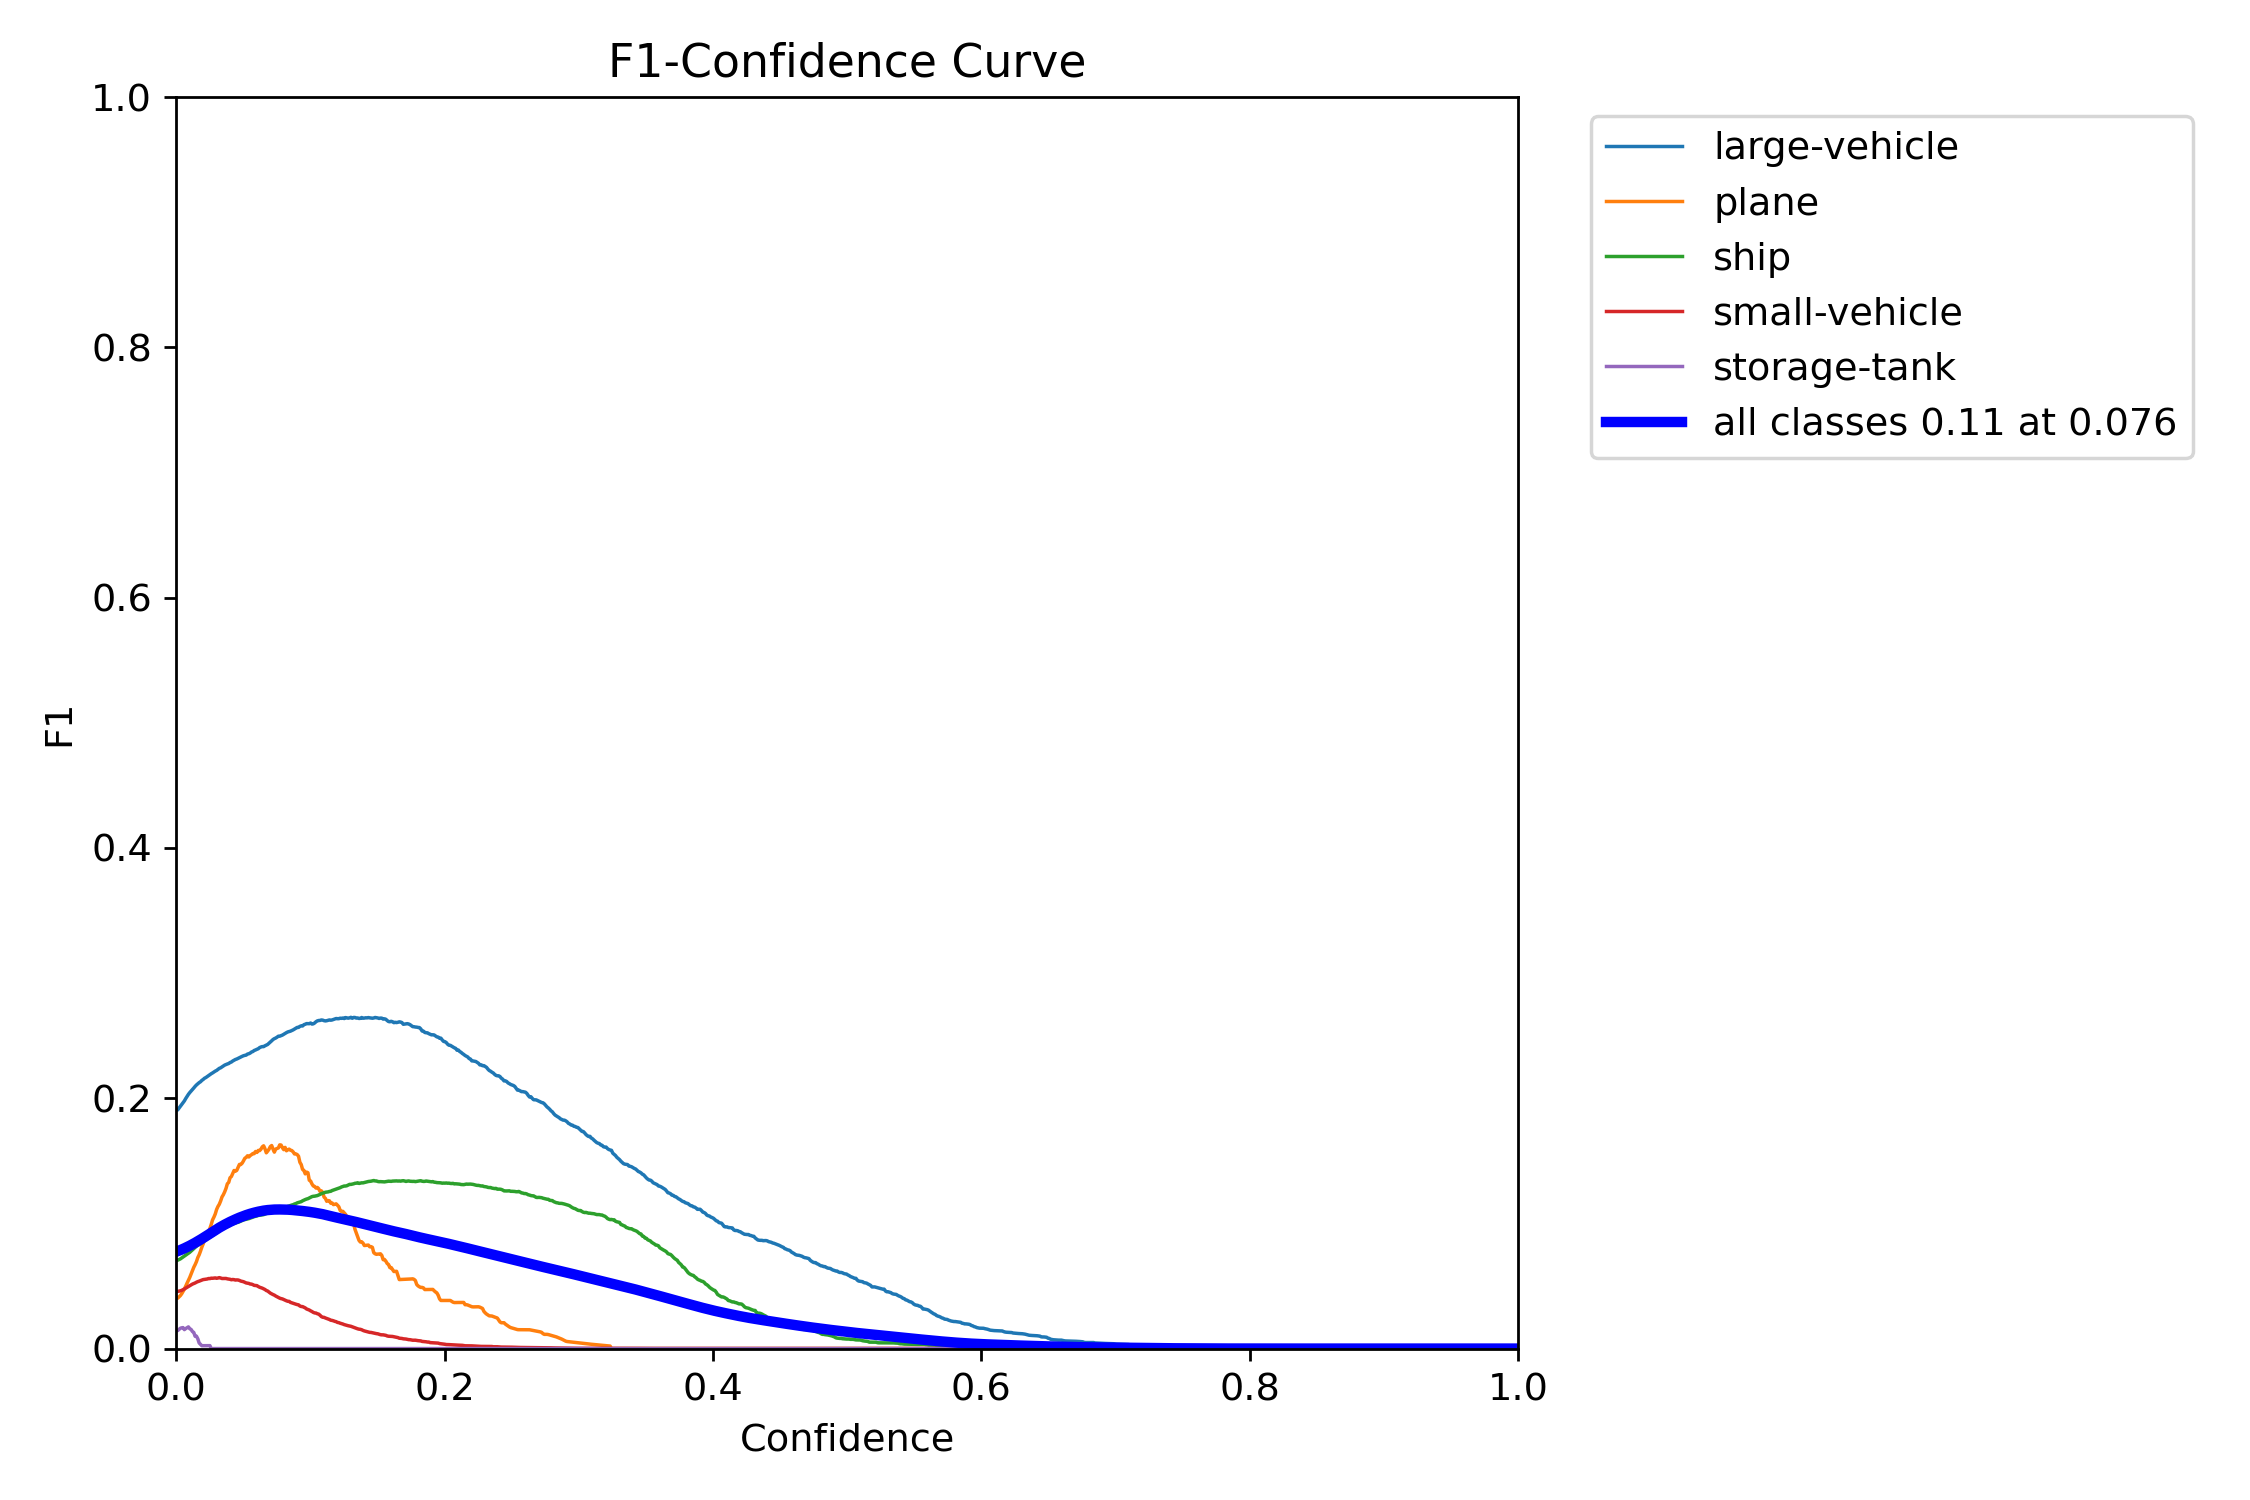 F1-Confidence Curve
1.0
0.8
0.6
0.4
0.2
0.0
F1
0.0 0.2 0.4 0.6 0.8 1.0
Confidence
large-vehicle
plane
ship
small-vehicle
storage-tank
all classes 0.11 at 0.076